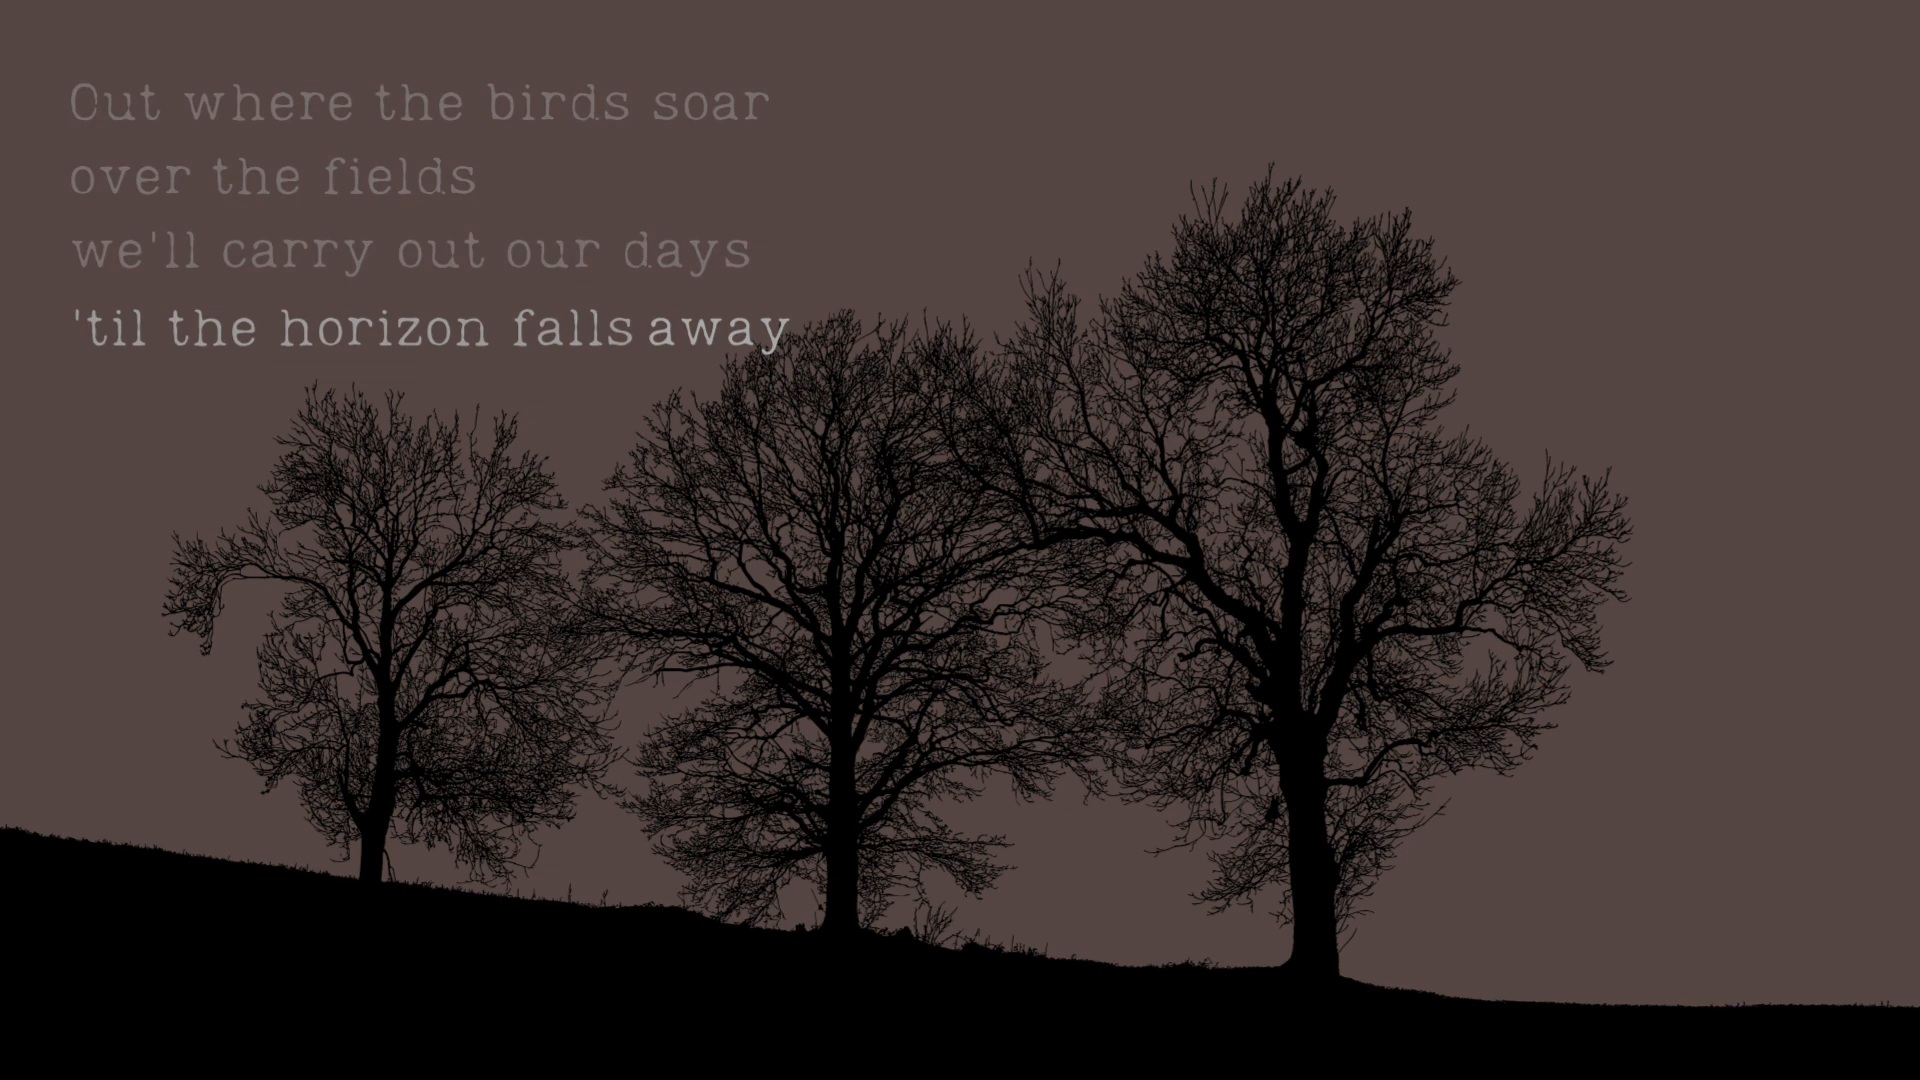 Out where the birds soar
over the fields
we'll carry out our days
'til the horizon falls away